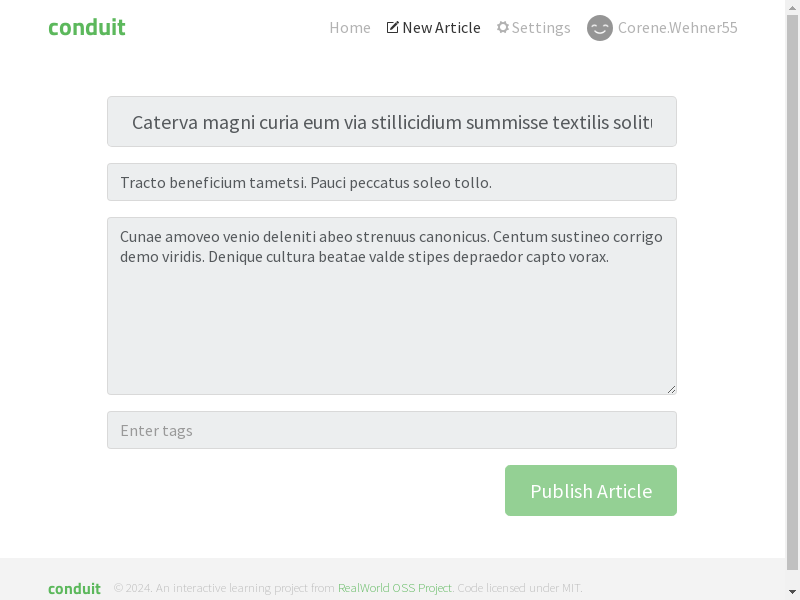 conduit
Home
New Article
Settings
Corene.Wehner55
Caterva magni curia eum via stillicidium summisse textilis
Tracto beneficium tametsi. Pauci peccatus soleo tollo.
Cunae amoveo venio deleniti abeo strenuus canonicus. Centum sustineo corrigo
demo viridis. Denique cultura beatae valde stipes depraedor capto vorax.
Enter tags
Publish Article
conduit © 2024. An interactive learning project from RealWorld OSS Project. Code licensed under MIT.